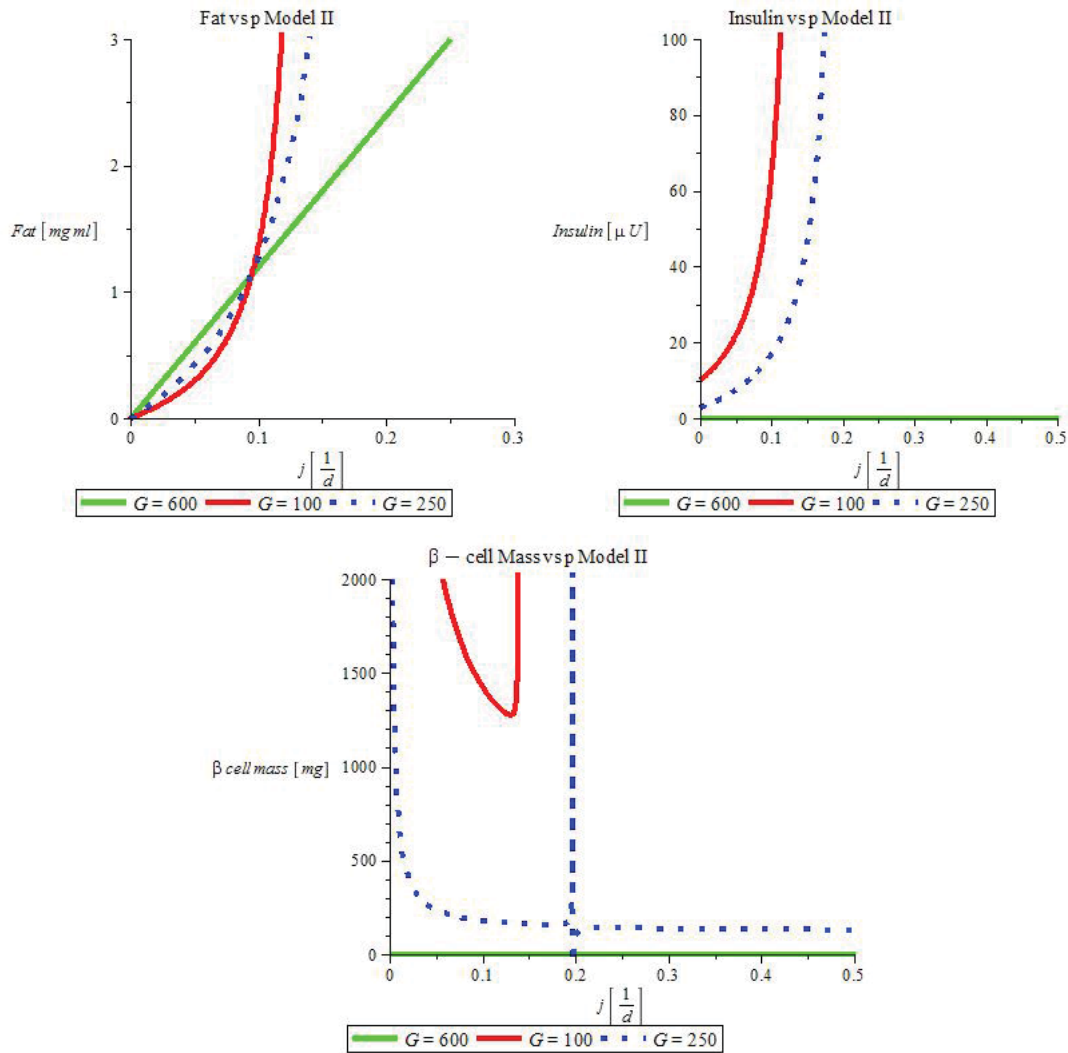 Fat vs p Model II
3
2
Fat [ mg ml ]
1
0
0 0.1 0.2 0.3
j [ 1/d ]
G = 600 G = 100 G = 250
Insulin vs p Model II
100
80
60
Insulin [ μ U ]
40
20
0
0 0.1 0.2 0.3 0.4 0.5
j [ 1/d ]
G = 600 G = 100 G = 250
β − cell Mass vs p Model II
2000
1500
1000
β cell mass [ mg ]
500
0
0 0.1 0.2 0.3 0.4 0.5
j [ 1/d ]
G = 600 G = 100 G = 250